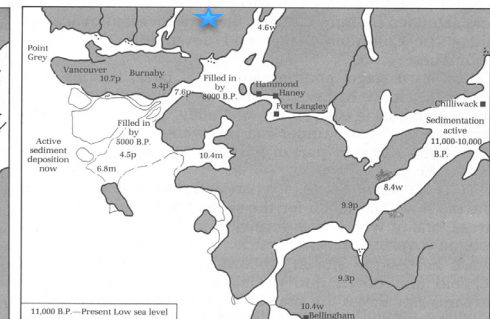 4.6w
Point
Grey
Vancouver
Burnaby
10.7p
9.4p
7.6p
Filled in
by
8000 B.P.
Hammond
Haney
Fort Langley
Chilliwack
Sedimentation
active
11,000-10,000
B.P.
Filled in
by
5000 B.P.
4.5p
6.8m
Active
sediment
deposition
now
10.4m
8.4w
9.9p
9.3p
10.4w
Bellingham
11,000 B.P.—Present Low sea level